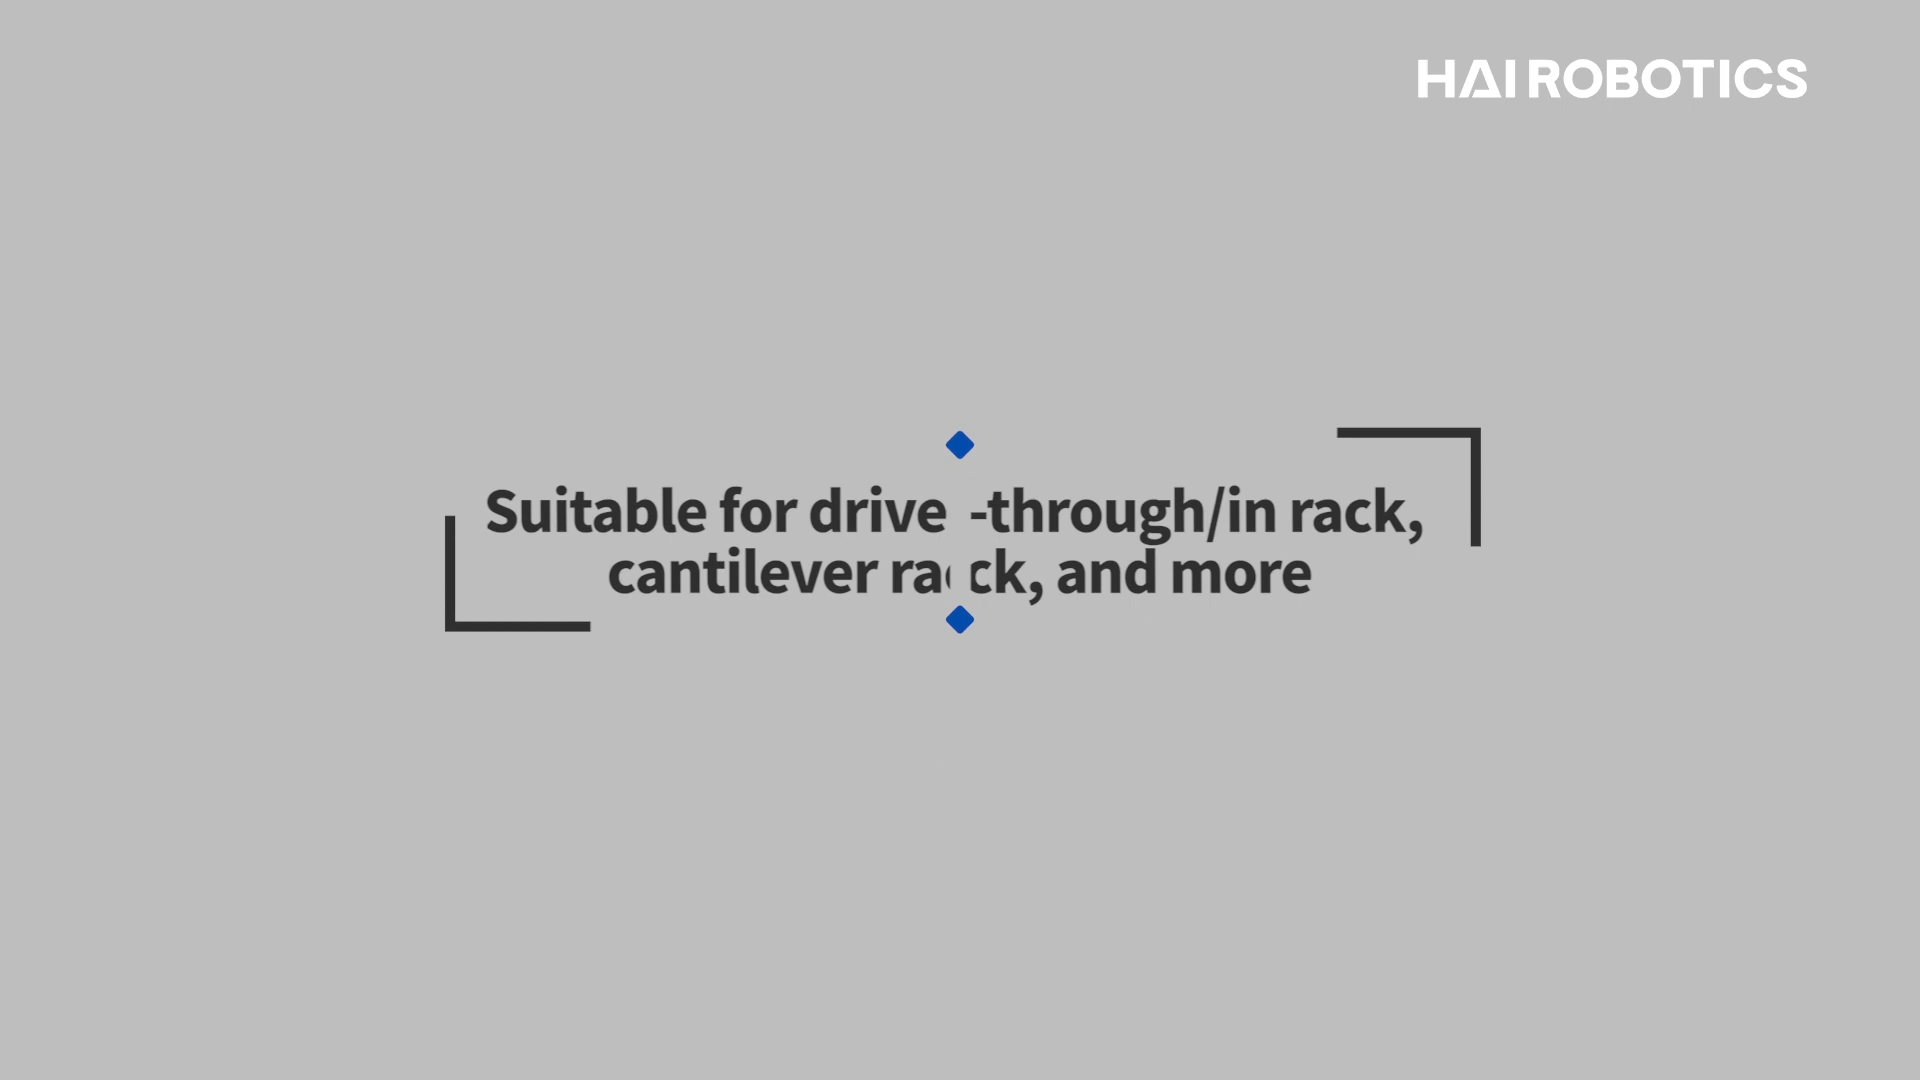 HAI ROBOTICS
Suitable for drive-through/in rack,
cantilever rack, and more